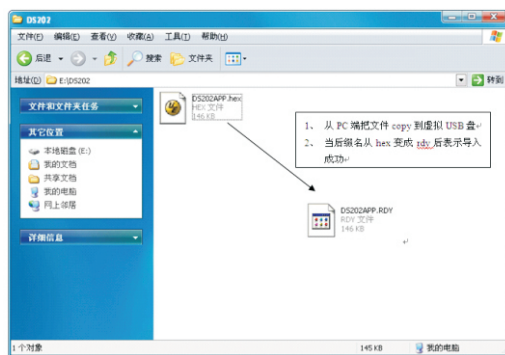 DS202
文件(F) 编辑(E) 查看(V) 收藏(A) 工具(T) 帮助(H)
后退 搜索 文件夹
地址(D) E:\DS202 转到
文件和文件夹任务
其它位置
本地磁盘 (E:)
我的文档
共享文档
我的电脑
网上邻居
详细信息
DS202APP.hex
HEX 文件
146 KB
1、 从 PC 端把文件 copy 到虚拟 USB 盘
2、 当后缀名从 hex 变成 rdy 后表示导入
成功
DS202APP.RDY
RDY 文件
146 KB
1 个对象 145 KB 我的电脑